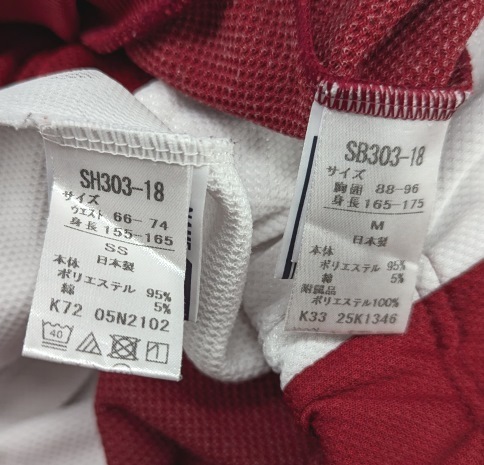 SH303-18
サイズ
ウエスト 66-74
身長 155-165
SS
日本製
本体
ポリエステル 95%
綿 5%
K72 05N2102
40
SB303-18
サイズ
胸囲 88-96
身長 165-175
M
日本製
本体
ポリエステル 95%
綿 5%
附属品
ポリエステル100%
K33 25K1346